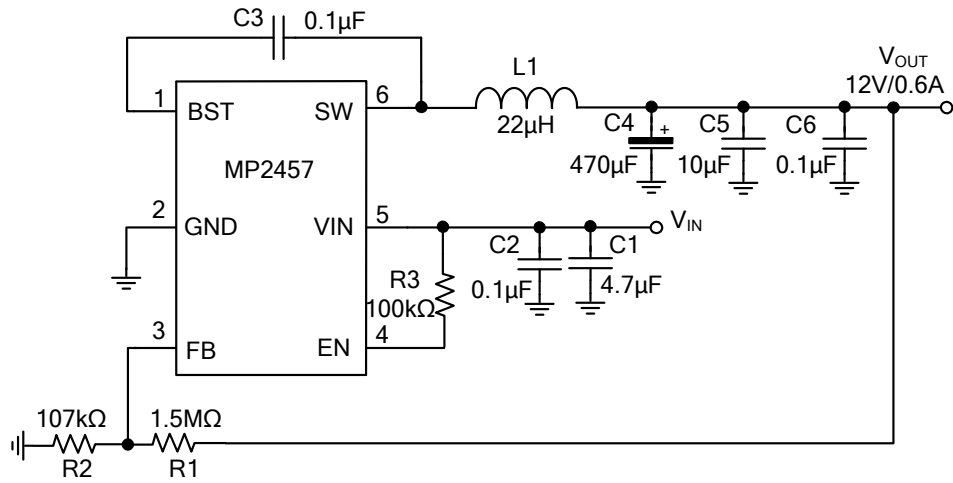 C3 0.1µF
VOUT
12V/0.6A
L1
22µH
1 BST SW 6
C4 + C5 C6
470µF 10µF 0.1µF
MP2457
2 GND VIN 5
VIN
C2 C1
R3 0.1µF 4.7µF
100kΩ
3 FB EN 4
107kΩ 1.5MΩ
R2 R1